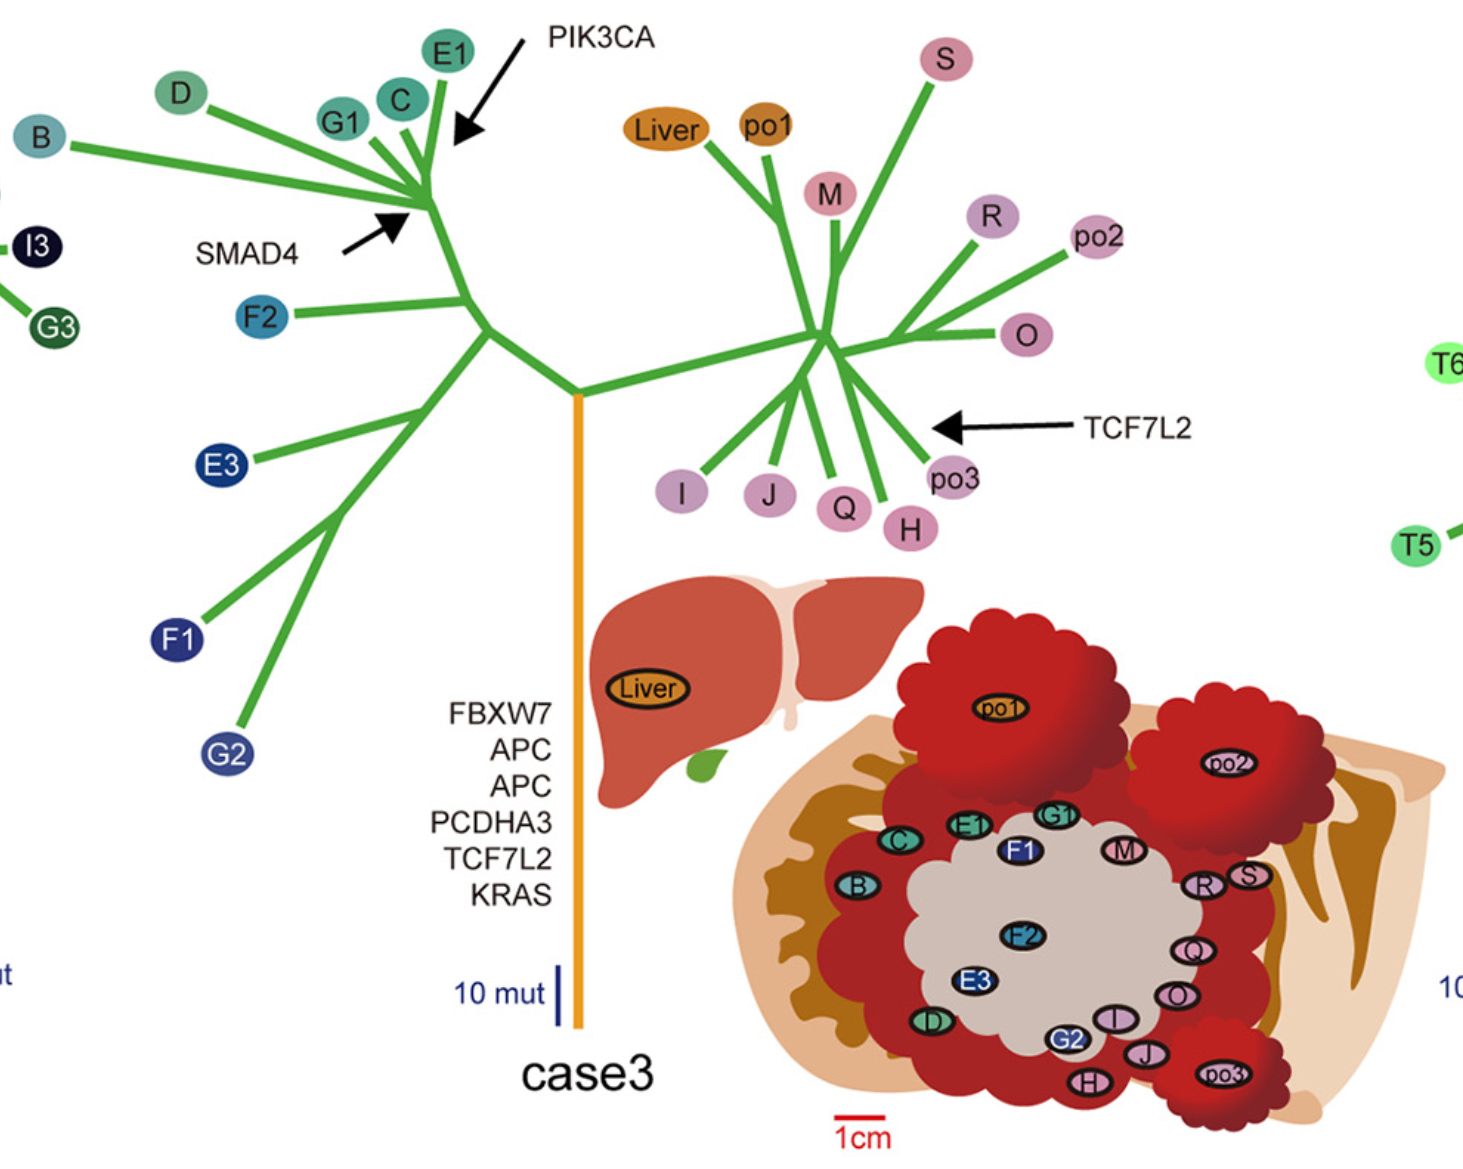 PIK3CA
E1
S
D
C
G1
Liver
po1
B
M
R
po2
I3
SMAD4
F2
G3
O
T6
TCF7L2
E3
I
J
Q
po3
H
T5
F1
Liver
po1
FBXW7
G2
APC
po2
APC
PCDHA3
E1
G1
TCF7L2
C
F1
M
KRAS
B
R
S
F2
Q
E3
10 mut
O
D
I
G2
J
case3
H
po3
1cm